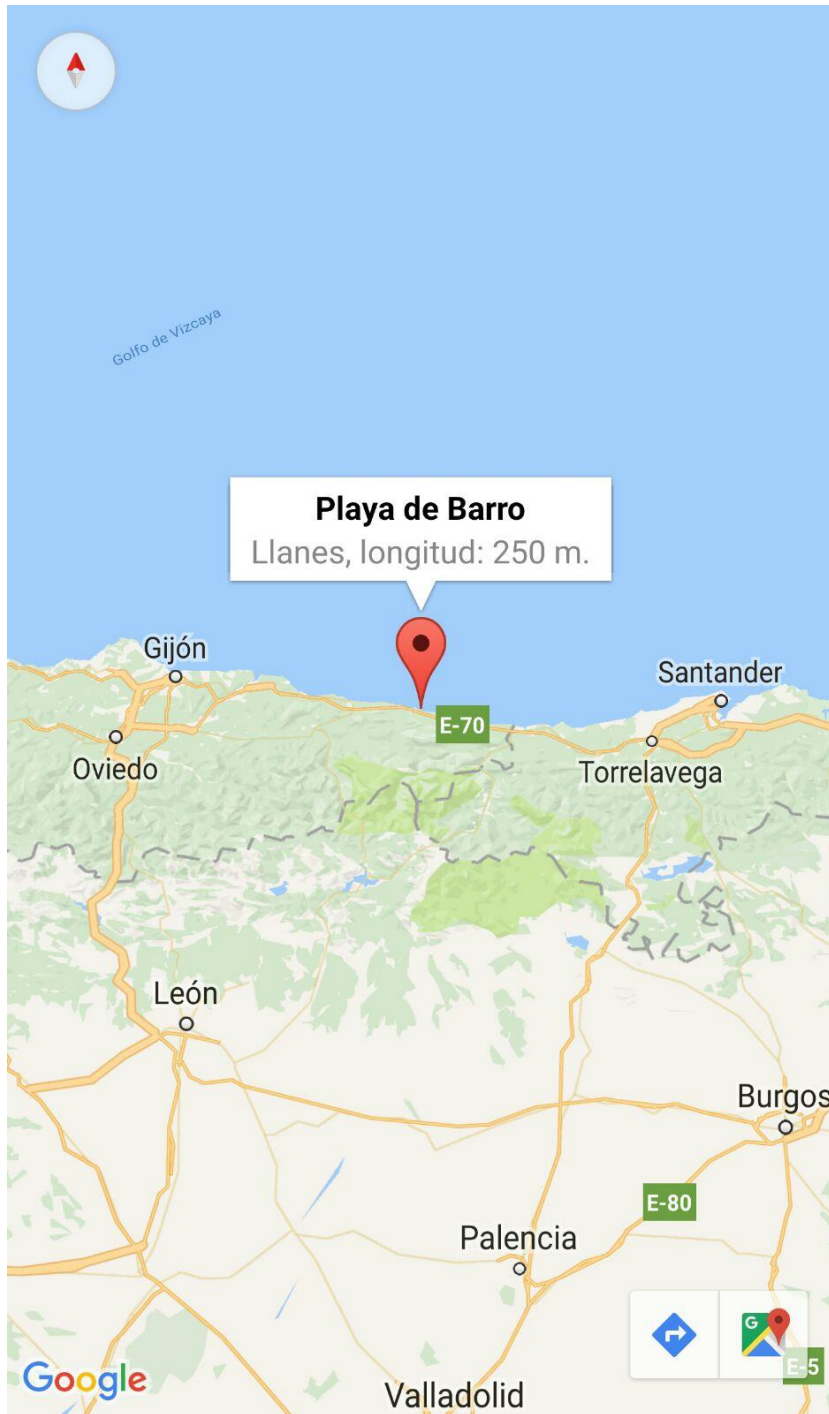 Golfo de Vizcaya
Playa de Barro
Llanes, longitud: 250 m.
Gijón
Santander
E-70
Oviedo
Torrelavega
León
Burgos
E-80
Palencia
G
E-5
Google
Valladolid